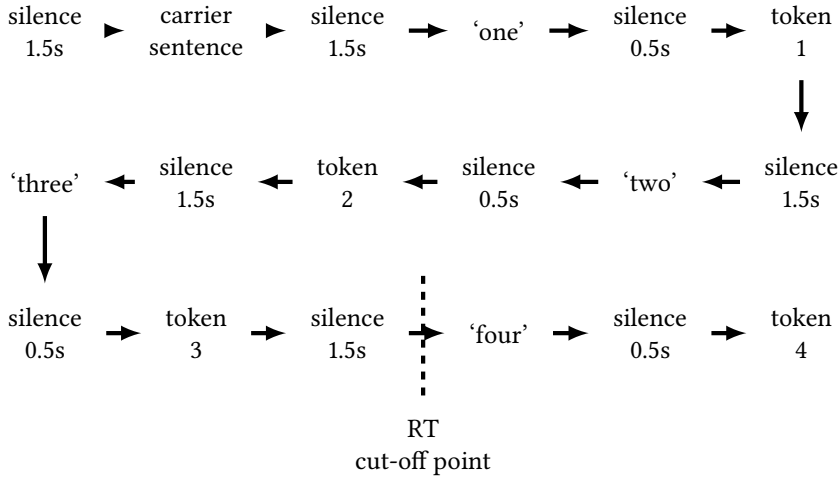 silence carrier silence ‘one’ silence token
1.5s sentence 1.5s 0.5s 1
‘three’ silence token silence ‘two’ silence
1.5s 2 0.5s 1.5s
silence token silence ‘four’ silence token
0.5s 3 1.5s 0.5s 4
RT
cut-off point